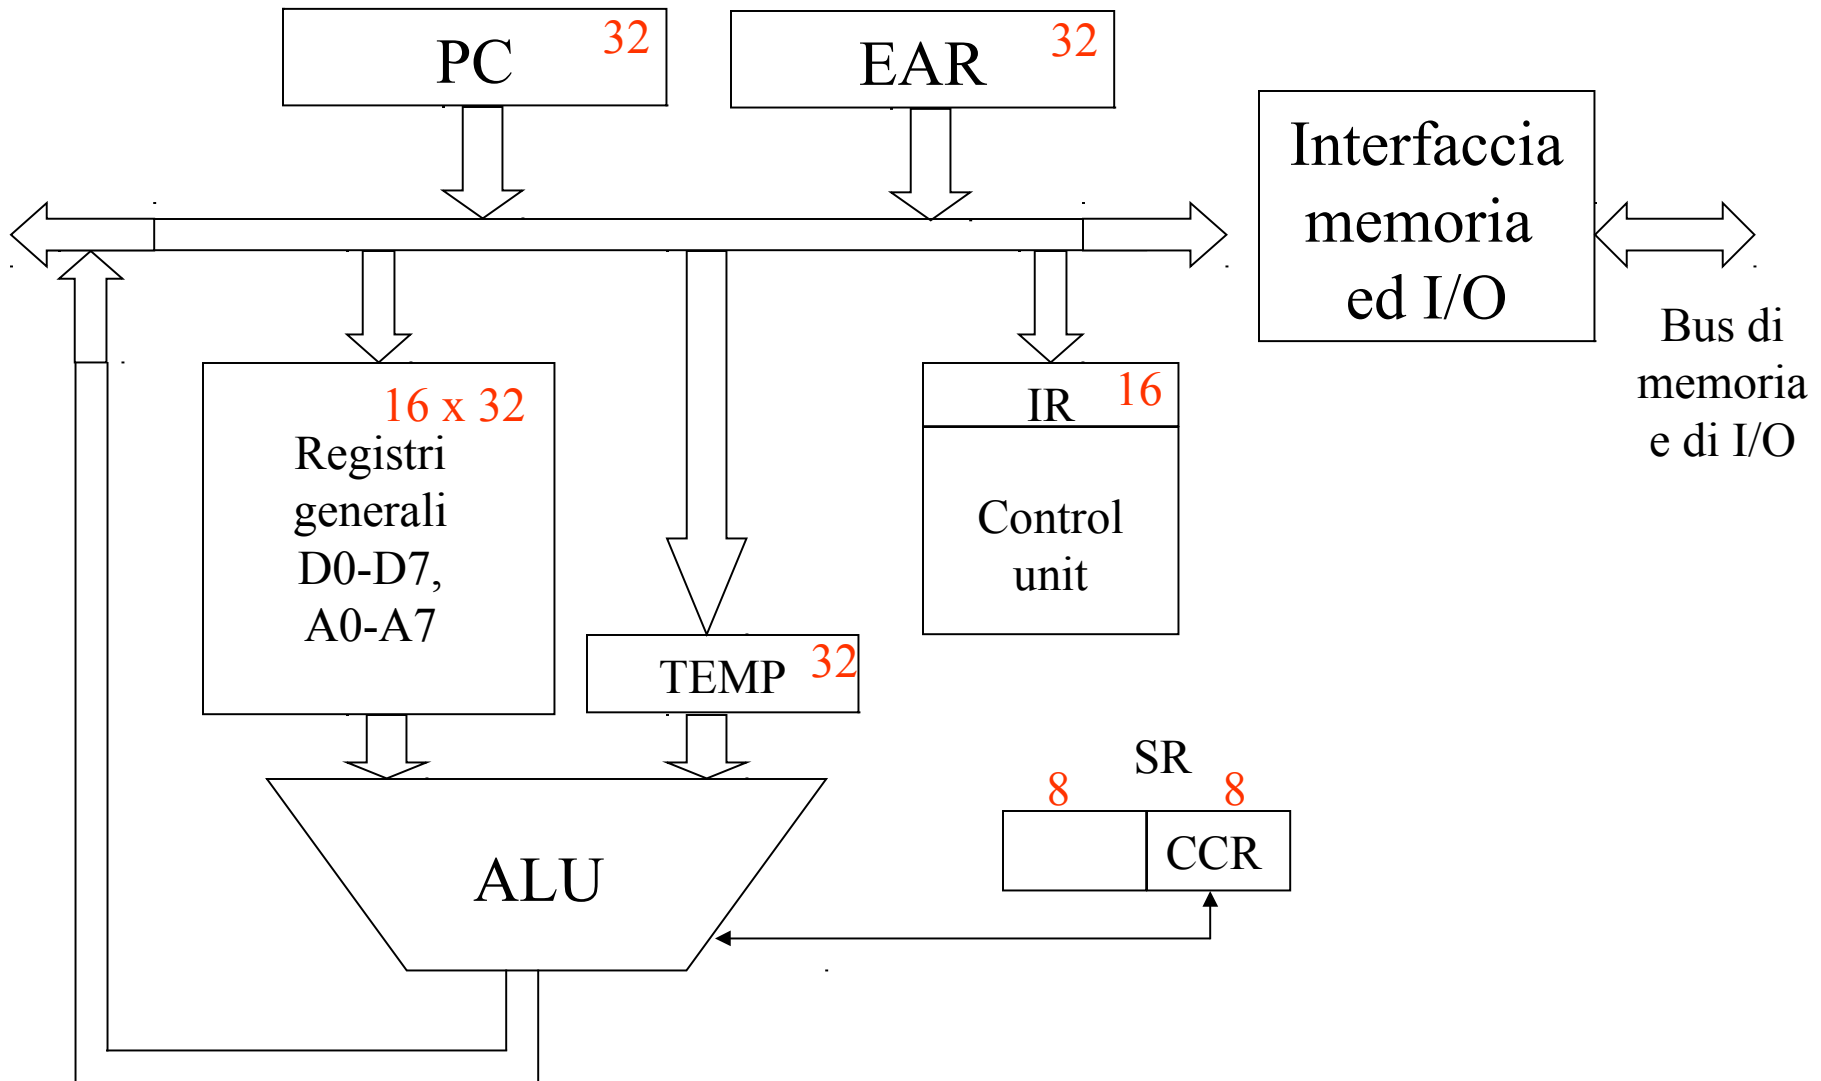 PC
32
EAR
32
Interfaccia
memoria
ed I/O
Bus di
memoria
e di I/O
16 x 32
Registri
generali
D0-D7,
A0-A7
IR
16
Control
unit
TEMP
32
SR
8
8
CCR
ALU